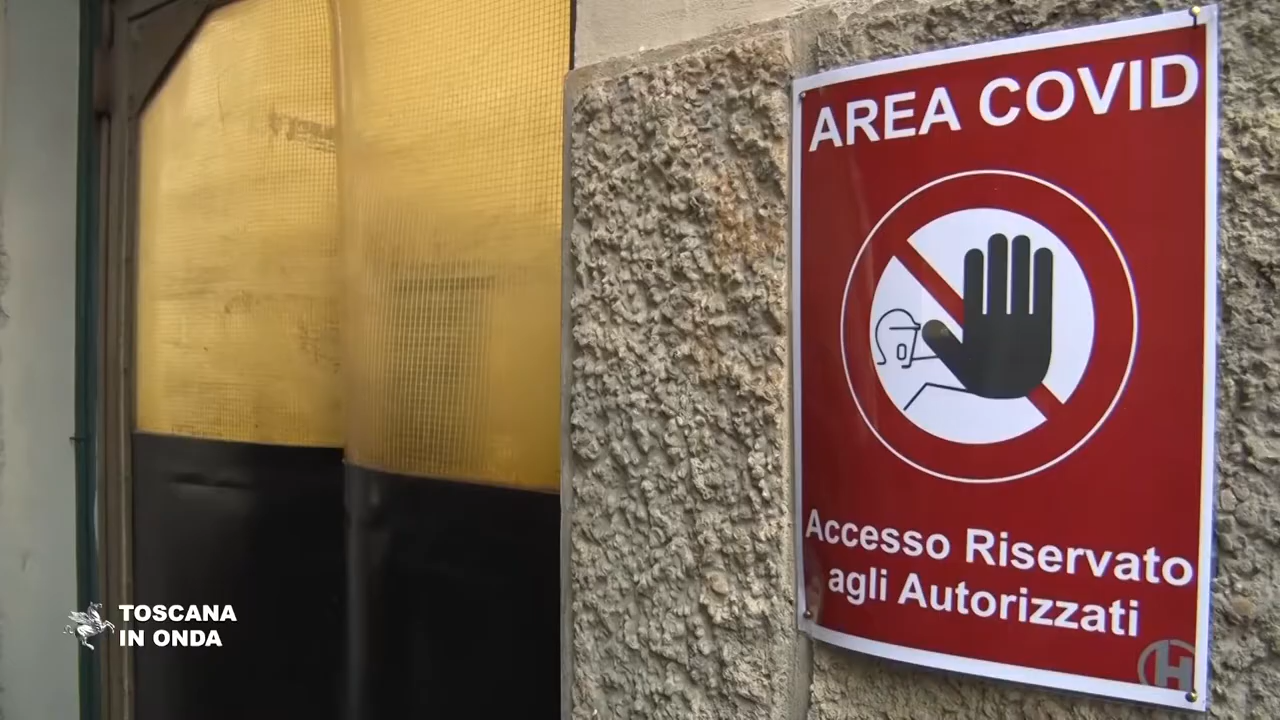 AREA COVID
Accesso Riservato
agli Autorizzati
H
TOSCANA
IN ONDA